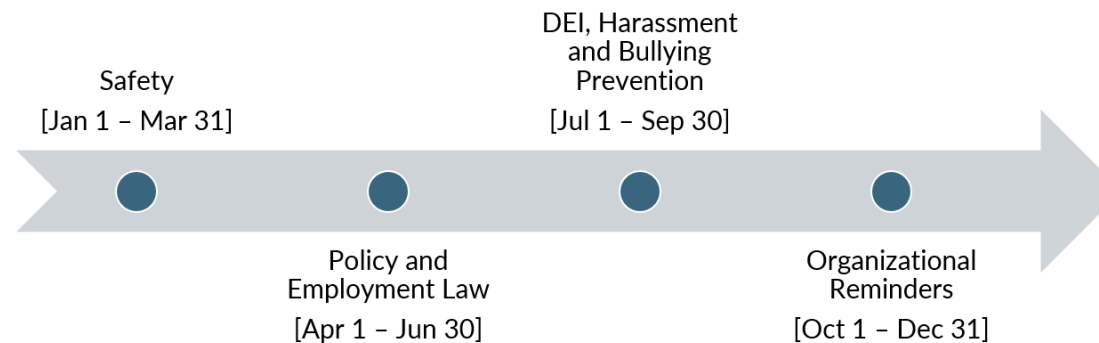 Safety
[Jan 1 – Mar 31]
Policy and
Employment Law
[Apr 1 – Jun 30]
DEI, Harassment
and Bullying
Prevention
[Jul 1 – Sep 30]
Organizational
Reminders
[Oct 1 – Dec 31]